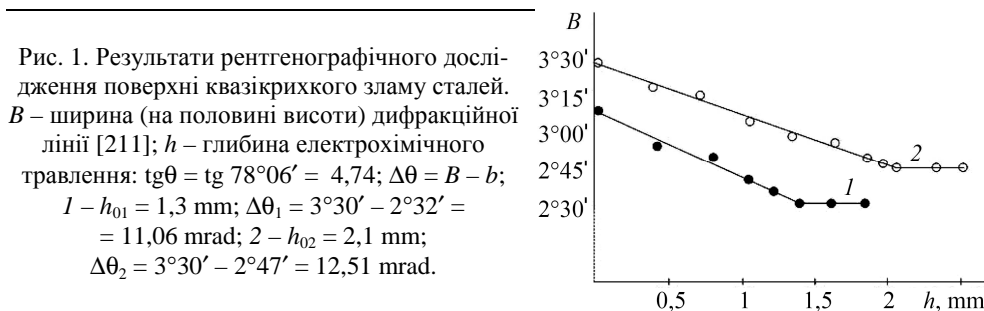 Рис. 1. Результати рентгенографічного дослі-
дження поверхні квазікрихкого зламу сталей.
B – ширина (на половині висоти) дифракційної
лінії [211]; h – глибина електрохімічного
травлення: tgθ = tg 78°06′ = 4,74; Δθ = B – b;
1 – h₀₁ = 1,3 mm; Δθ₁ = 3°30′ – 2°32′ =
= 11,06 mrad; 2 – h₀₂ = 2,1 mm;
Δθ₂ = 3°30′ – 2°47′ = 12,51 mrad.
B
3°30'
3°15'
3°00'
2°45'
2°30'
2
1
0,5 1 1,5 2 h, mm